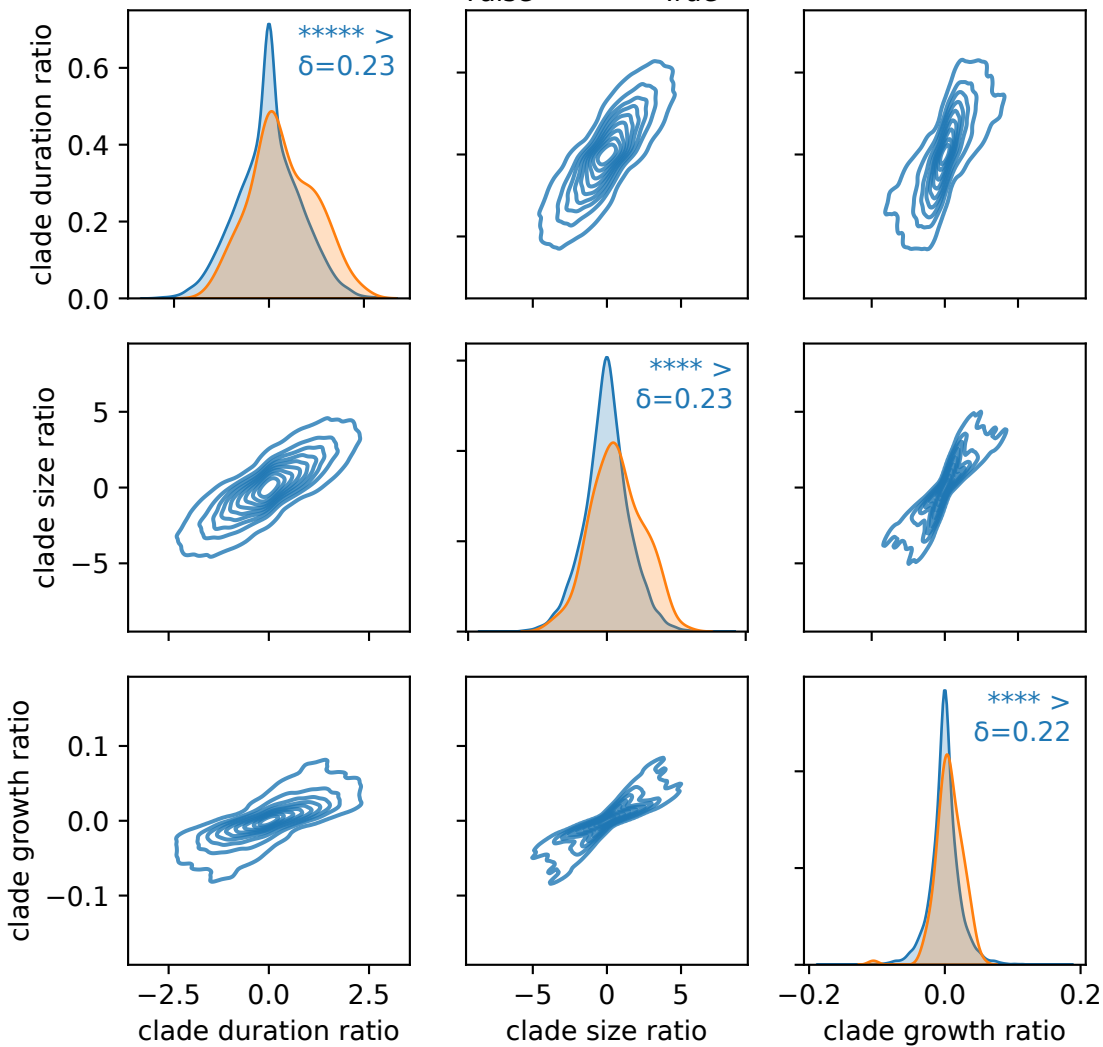 clade duration ratio
0.6
0.4
0.2
0.0
***** >
δ=0.23
clade size ratio
5
0
−5
**** >
δ=0.23
clade growth ratio
0.1
0.0
−0.1
**** >
δ=0.22
−2.5 0.0 2.5
−5 0 5
−0.2 0.0 0.2
clade duration ratio
clade size ratio
clade growth ratio